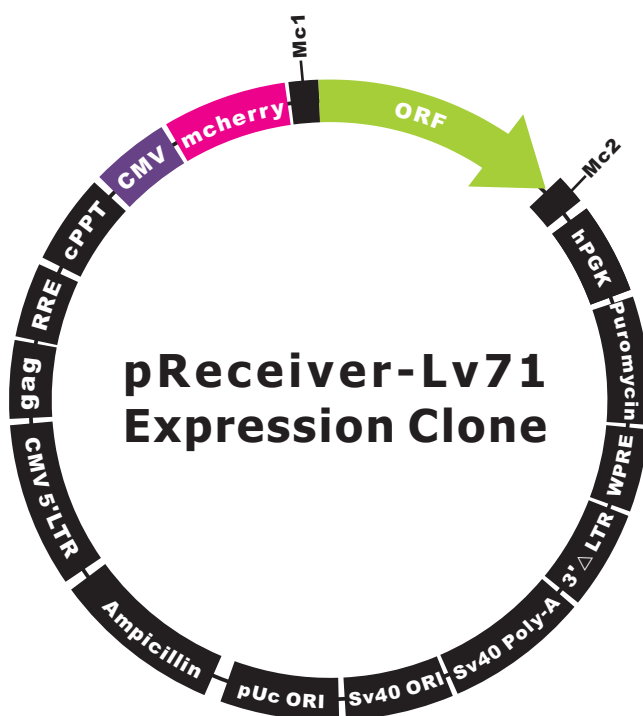 Mc1
ORF
Mc2
hPGK
Puromycin
WPRE
3'△ LTR
Sv40 Poly-A
Sv40 ORI
pUc ORI
Ampicillin
CMV 5'LTR
gag
RRE
cPPT
CMV
mcherry
pReceiver-Lv71
Expression Clone